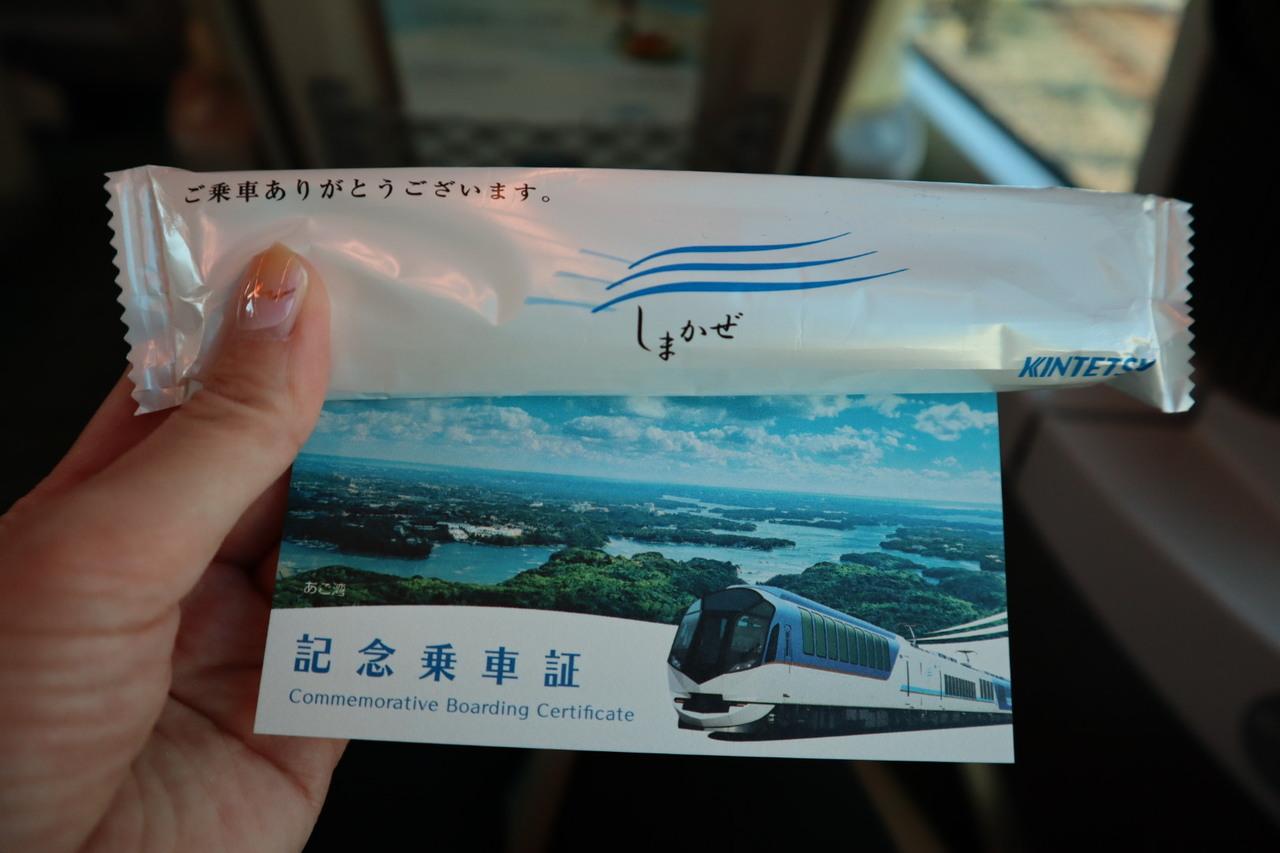 ご乗車ありがとうございます。
しまかぜ
KINTETSU
あご湾
記念乗車証
Commemorative Boarding Certificate